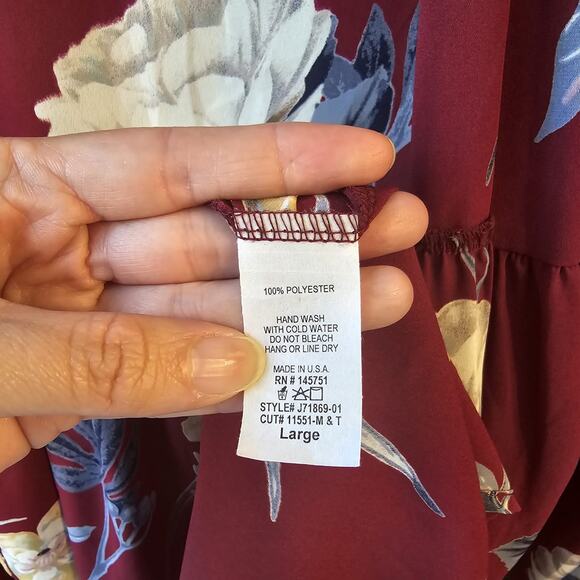 100% POLYESTER
HAND WASH
WITH COLD WATER
DO NOT BLEACH
HANG OR LINE DRY
MADE IN U.S.A.
RN # 145751
STYLE# J71869-01
CUT# 11551-M & T
Large